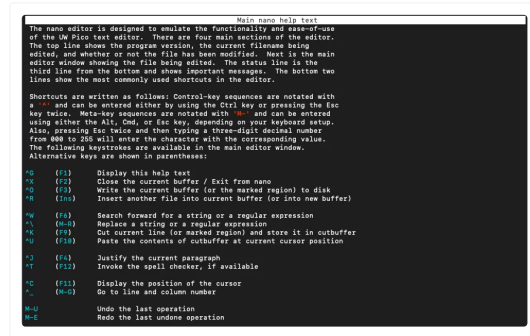 Main nano help text
The nano editor is designed to emulate the functionality and ease-of-use
of the UW Pico text editor.  There are four main sections of the editor.
The top line shows the program version, the current filename being
edited, and whether or not the file has been modified.  Next is the main
editor window showing the file being edited.  The status line is the
third line from the bottom and shows important messages.  The bottom two
lines show the most commonly used shortcuts in the editor.
Shortcuts are written as follows: Control-key sequences are notated with
a '^' and can be entered either by using the Ctrl key or pressing the Esc
key twice.  Meta-key sequences are notated with 'M-' and can be entered
using either the Alt, Cmd, or Esc key, depending on your keyboard setup.
Also, pressing Esc twice and then typing a three-digit decimal number
from 000 to 255 will enter the character with the corresponding value.
The following keystrokes are available in the main editor window.
Alternative keys are shown in parentheses:
^G (F1) Display this help text
^X (F2) Close the current buffer / Exit from nano
^O (F3) Write the current buffer (or the marked region) to disk
^R (Ins) Insert another file into current buffer (or into new buffer)
^W (F6) Search forward for a string or a regular expression
^\ (M-R) Replace a string or a regular expression
^K (F9) Cut current line (or marked region) and store it in cutbuffer
^U (F10) Paste the contents of cutbuffer at current cursor position
^J (F4) Justify the current paragraph
^T (F12) Invoke the spell checker, if available
^C (F11) Display the position of the cursor
^_ (M-G) Go to line and column number
M-U Undo the last operation
M-E Redo the last undone operation